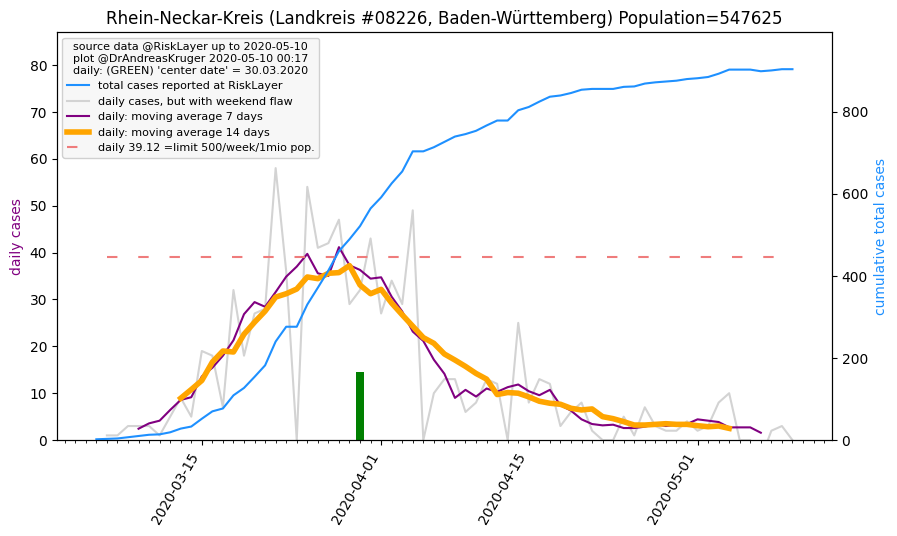 Rhein-Neckar-Kreis (Landkreis #08226, Baden-Württemberg) Population=547625
source data @RiskLayer up to 2020-05-10
plot @DrAndreasKruger 2020-05-10 00:17
daily: (GREEN) 'center date' = 30.03.2020
total cases reported at RiskLayer
daily cases, but with weekend flaw
daily: moving average 7 days
daily: moving average 14 days
daily 39.12 =limit 500/week/1mio pop.
daily cases
80
70
60
50
40
30
20
10
0
cumulative total cases
800
600
400
200
0
2020-03-15
2020-04-01
2020-04-15
2020-05-01